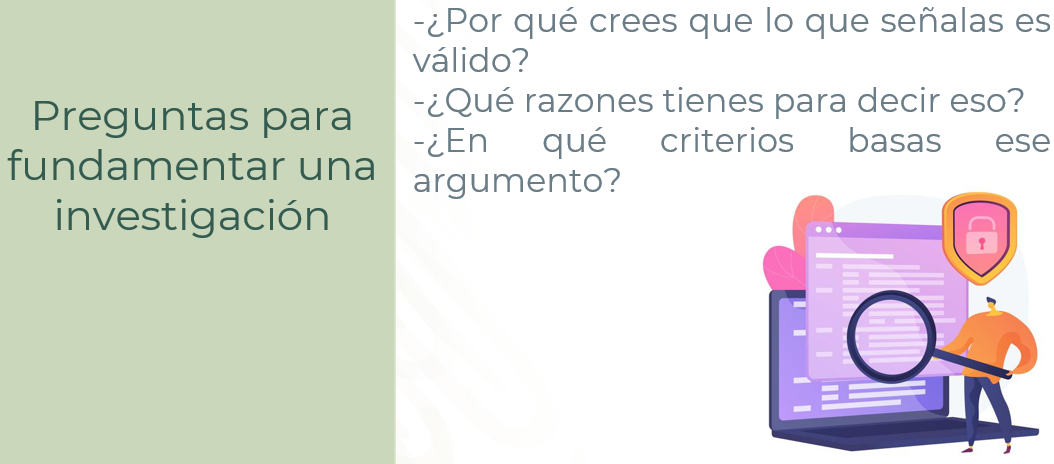 Preguntas para
fundamentar una
investigación
-¿Por qué crees que lo que señalas es
válido?
-¿Qué razones tienes para decir eso?
-¿En qué criterios basas ese
argumento?